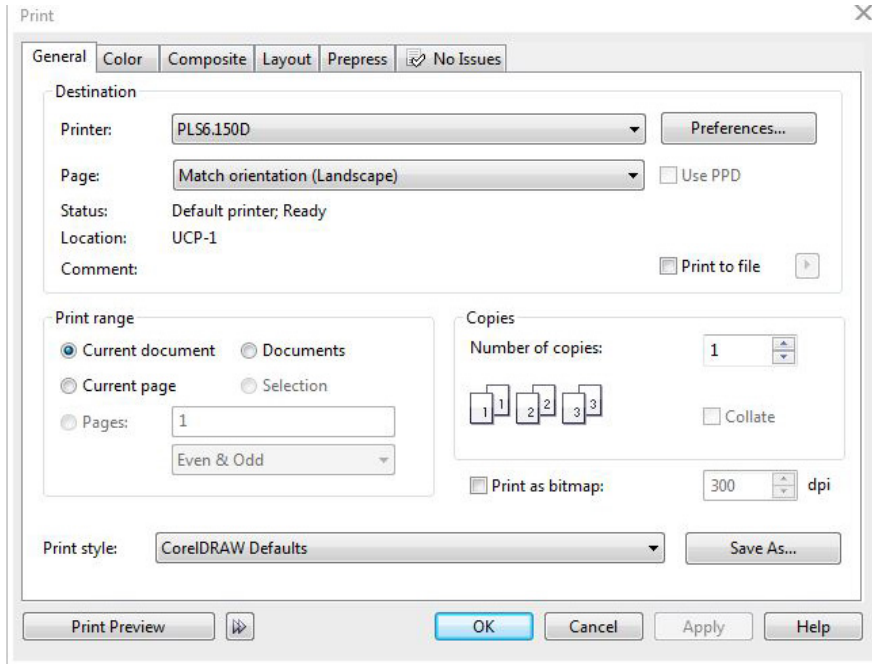 Print
General Color Composite Layout Prepress No Issues
Destination
Printer: PLS6.150D Preferences...
Page: Match orientation (Landscape) Use PPD
Status: Default printer; Ready
Location: UCP-1
Comment: Print to file
Print range
Current document Documents
Current page Selection
Pages: 1
Even & Odd
Copies
Number of copies: 1
1 1 2 2 3 3 Collate
Print as bitmap: 300 dpi
Print style: CorelDRAW Defaults Save As...
Print Preview OK Cancel Apply Help